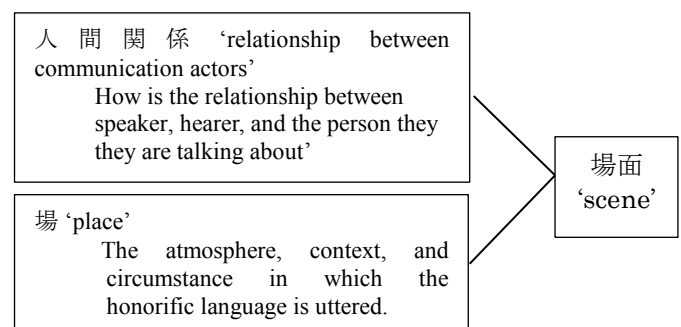 人間関係 ‘relationship between
communication actors’
How is the relationship between
speaker, hearer, and the person they
they are talking about’
場 ‘place’
The atmosphere, context, and
circumstance in which the
honorific language is uttered.
場面
‘scene’